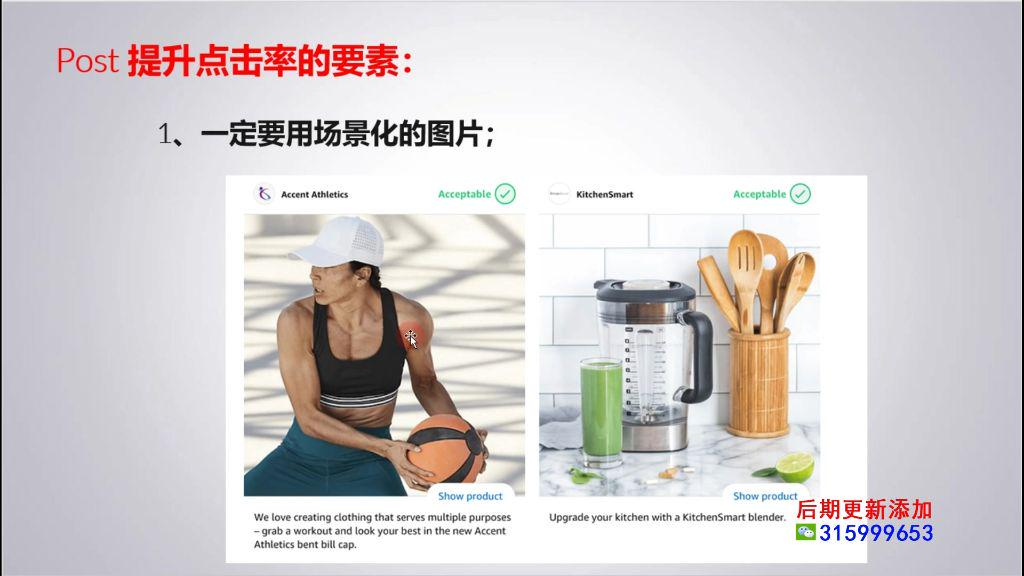 Post 提升点击率的要素：
1、一定要用场景化的图片；
Accent Athletics
Acceptable
KitchenSmart
Acceptable
Show product
Show product
We love creating clothing that serves multiple purposes
– grab a workout and look your best in the new Accent
Athletics bent bill cap.
Upgrade your kitchen with a KitchenSmart blender.
后期更新添加
315999653